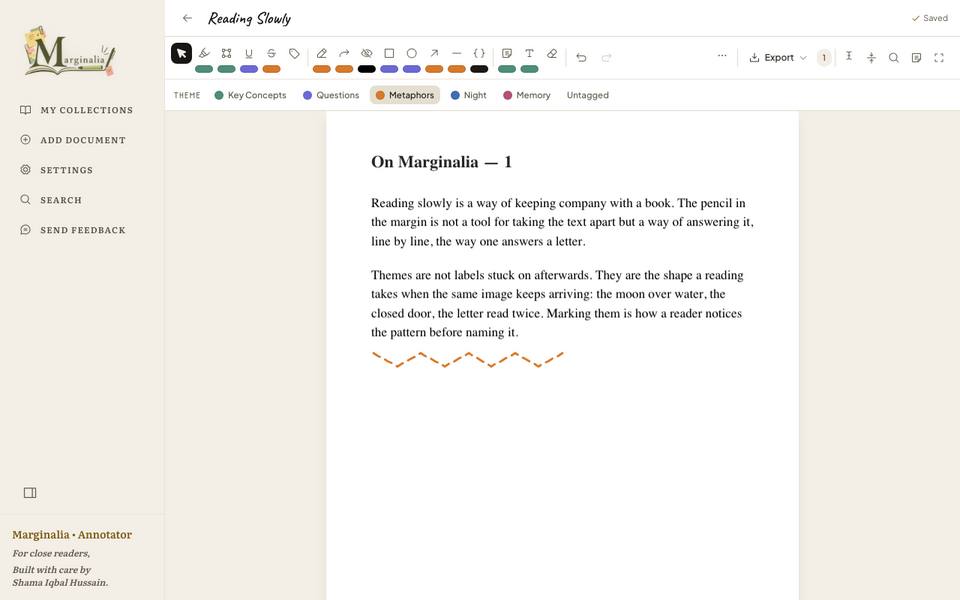 Marginalia
MY COLLECTIONS
ADD DOCUMENT
SETTINGS
SEARCH
SEND FEEDBACK
Marginalia • Annotator
For close readers,
Built with care by
Shama Iqbal Hussain.
Reading Slowly
Saved
Export
1
THEME
Key Concepts
Questions
Metaphors
Night
Memory
Untagged
On Marginalia — 1
Reading slowly is a way of keeping company with a book. The pencil in
the margin is not a tool for taking the text apart but a way of answering it,
line by line, the way one answers a letter.
Themes are not labels stuck on afterwards. They are the shape a reading
takes when the same image keeps arriving: the moon over water, the
closed door, the letter read twice. Marking them is how a reader notices
the pattern before naming it.